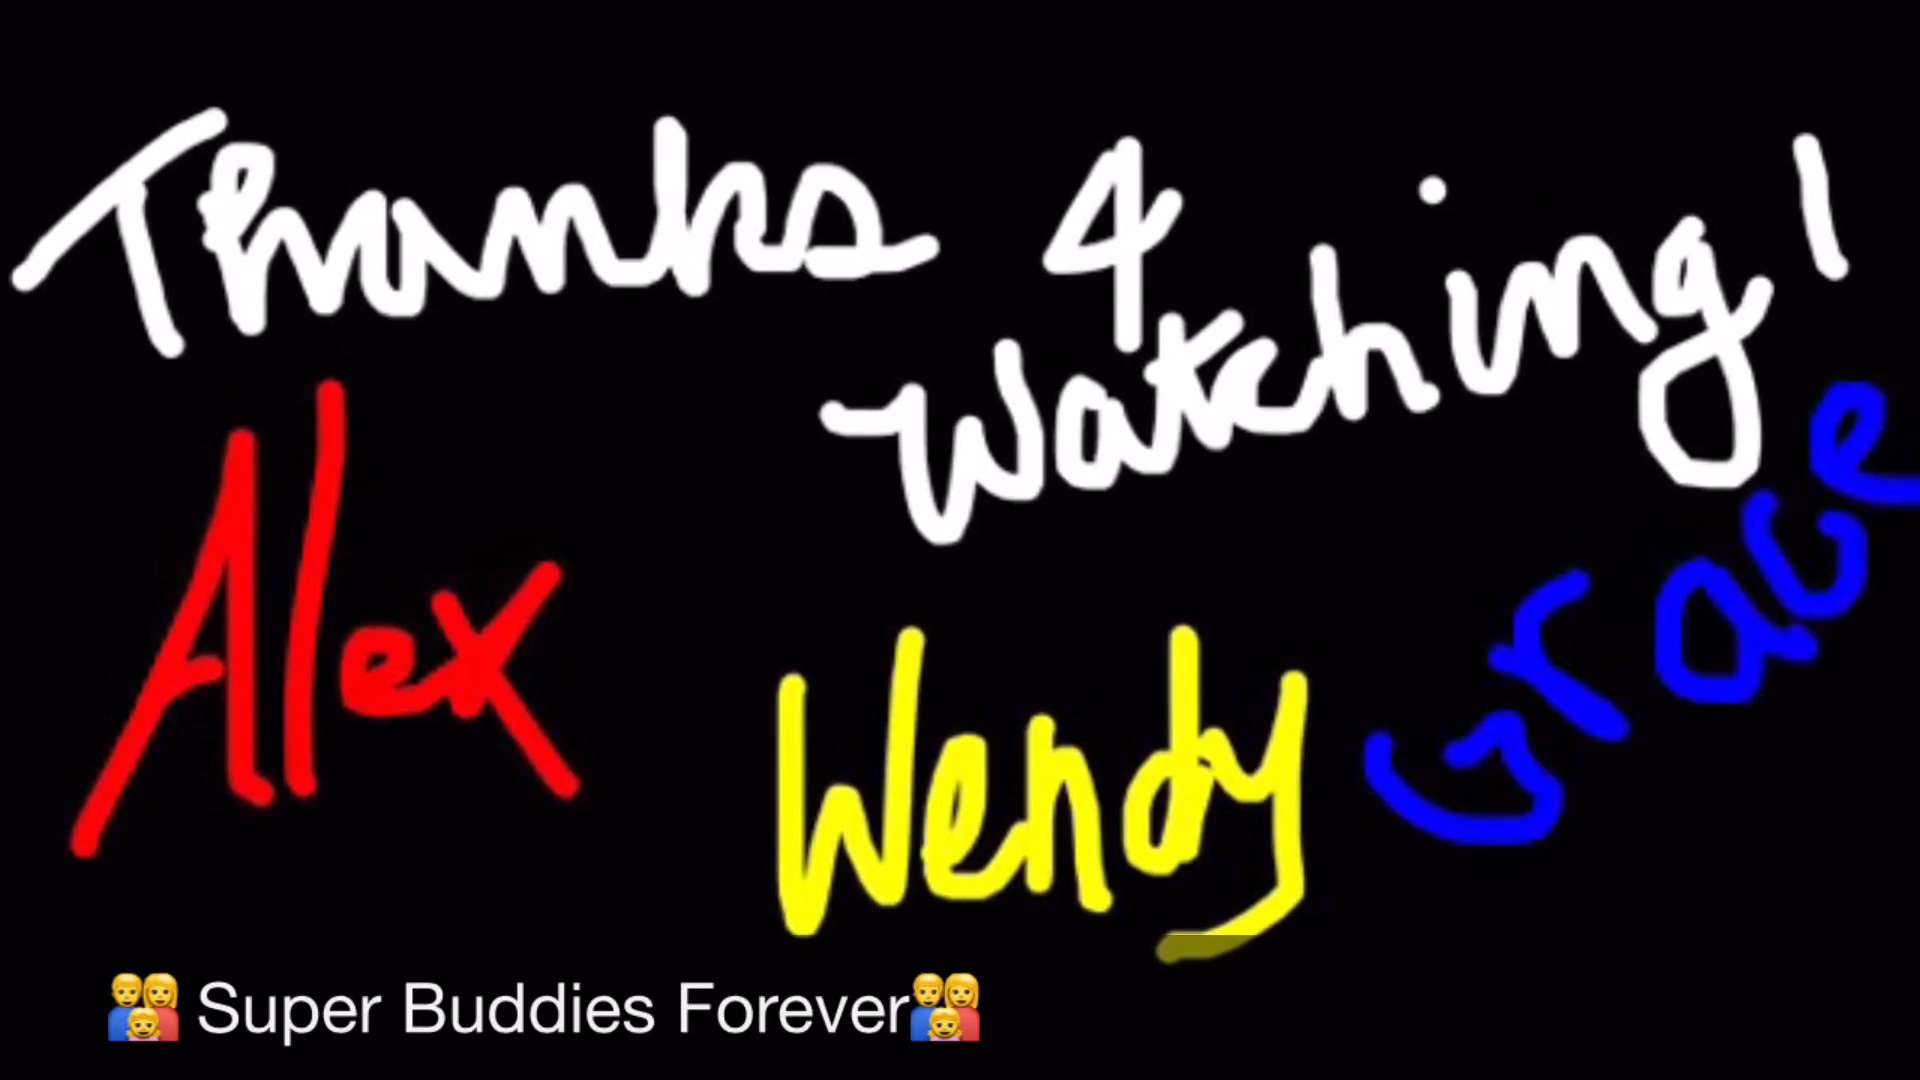 Thanks 4
watching!
Alex
Wendy
Grace
👨‍👩‍👧 Super Buddies Forever👨‍👩‍👧